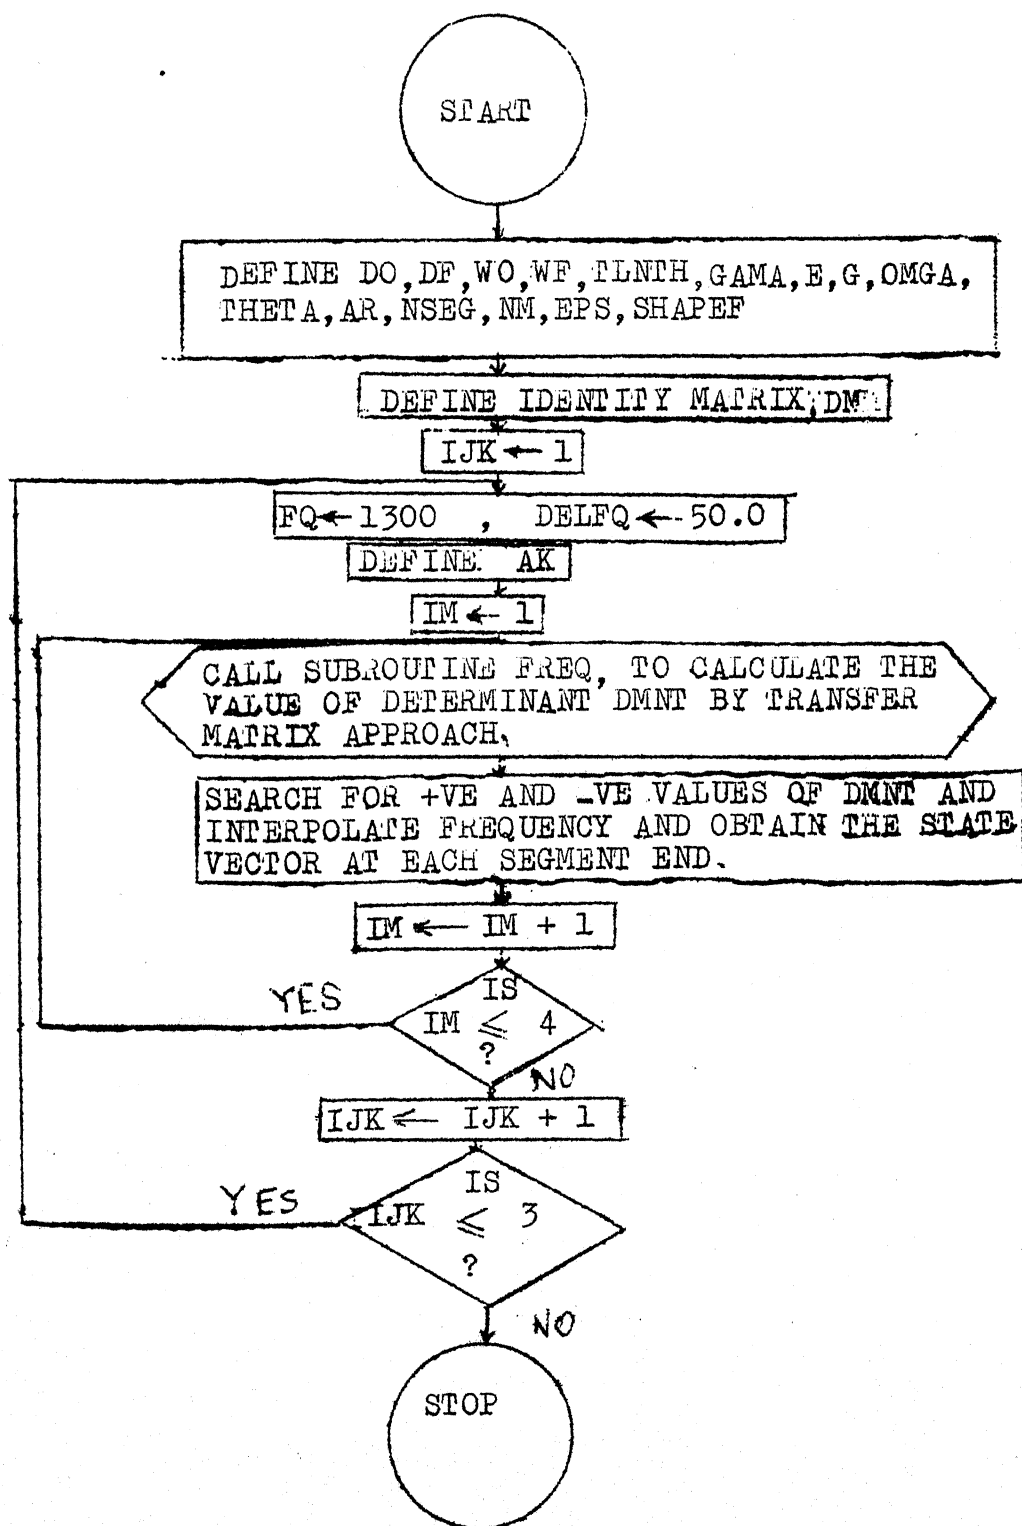 START
DEFINE DO,DF,WO,WF,TLNTH,GAMA,E,G,OMGA,
THETA,AR,NSEG,NM,EPS,SHAPEF
DEFINE IDENTITY MATRIX,
IJK ← 1
FQ ← 1300 , DELFQ ← 50.0
DEFINE AK
IM ← 1
CALL SUBROUTINE FREQ, TO CALCULATE THE
VALUE OF DETERMINANT DMNT BY TRANSFER
MATRIX APPROACH.
SEARCH FOR +VE AND -VE VALUES OF DMNT AND
INTERPOLATE FREQUENCY AND OBTAIN THE STATE
VECTOR AT EACH SEGMENT END.
IM ← IM + 1
IS
YES
IM ≤ 4
?
NO
IJK ← IJK + 1
IS
YES
IJK ≤ 3
?
NO
STOP